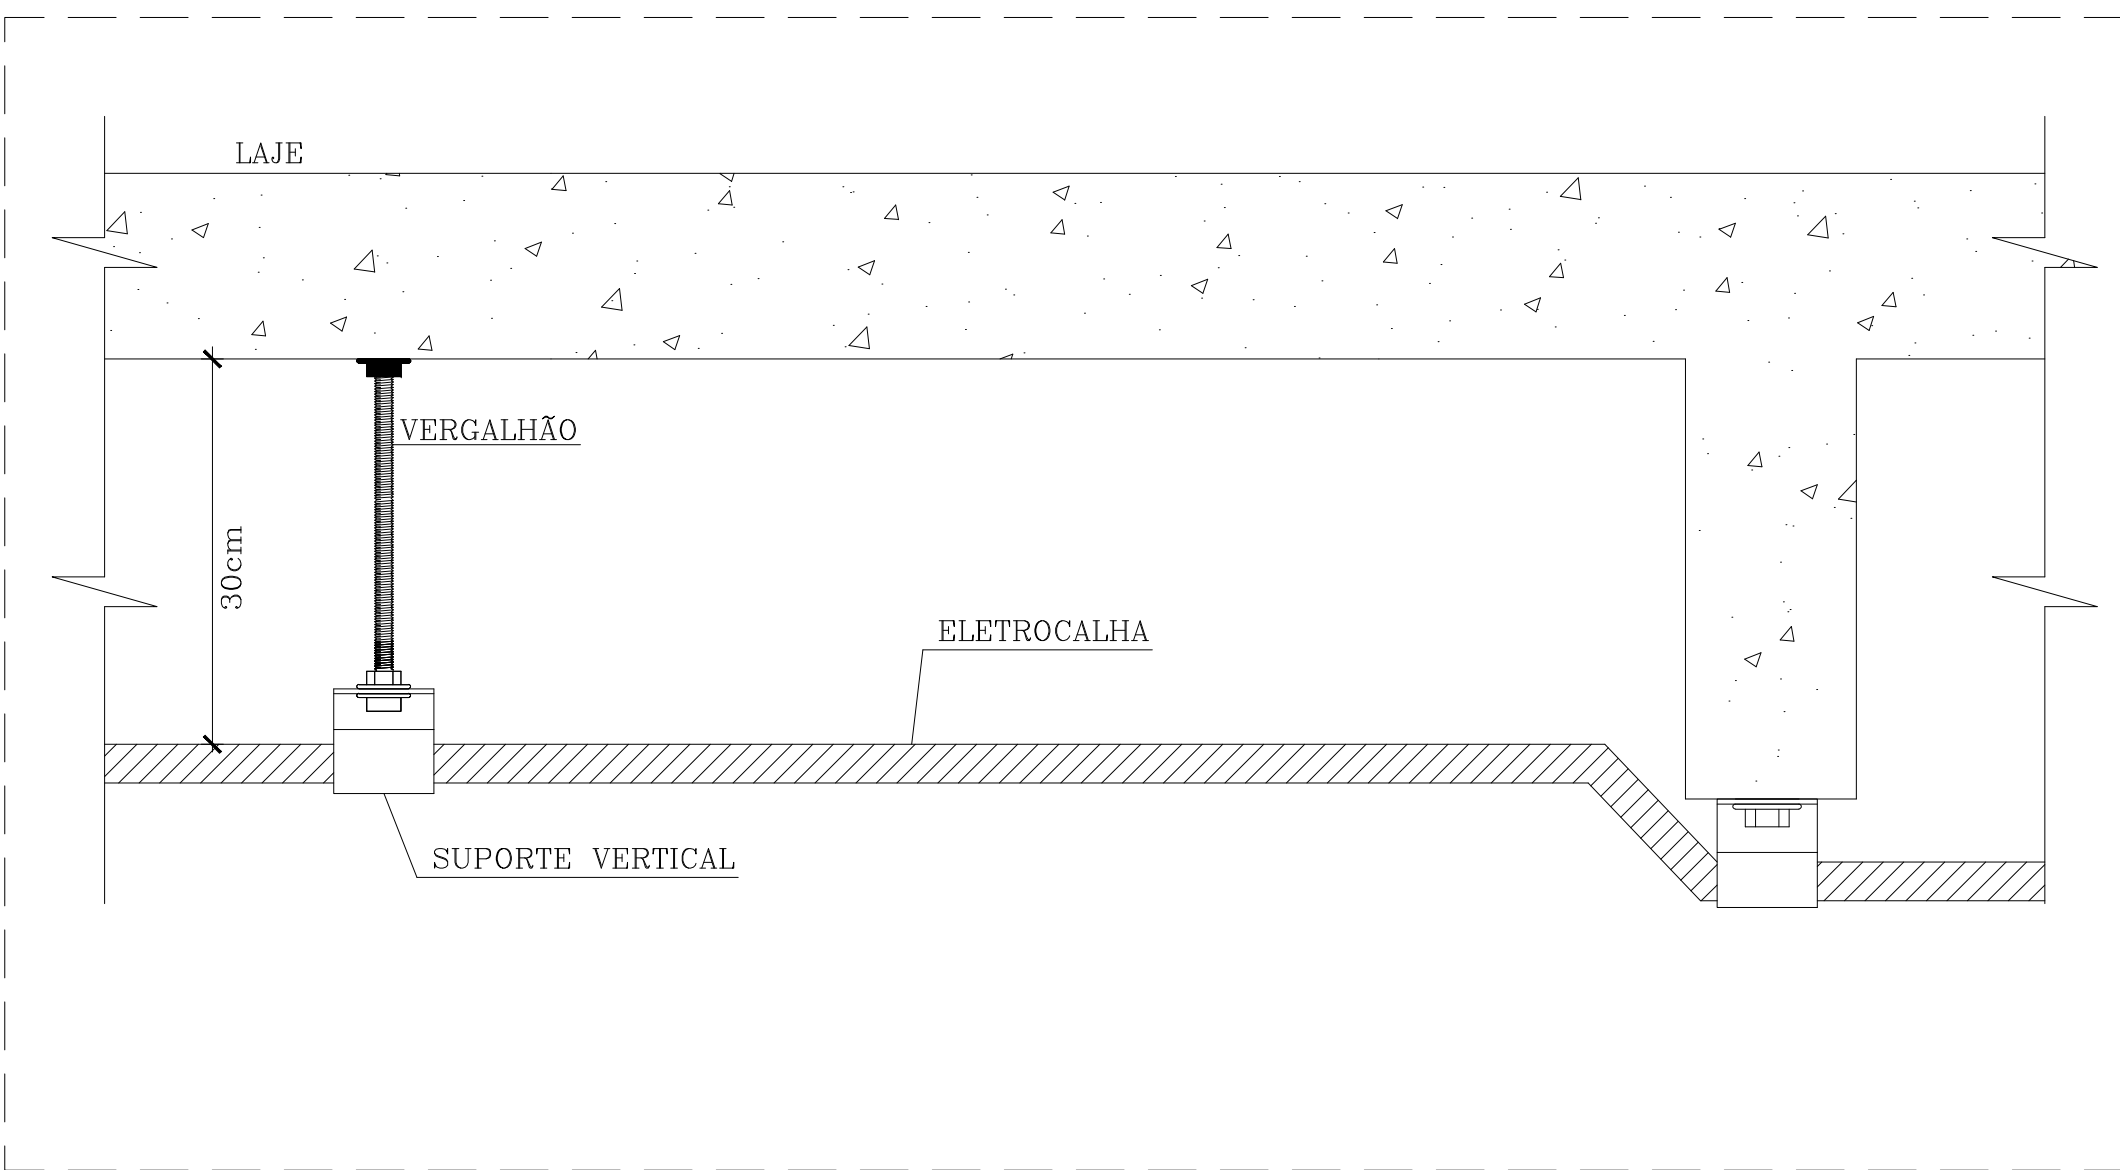 LAJE
VERGALHÃO
30cm
ELETROCALHA
SUPORTE VERTICAL